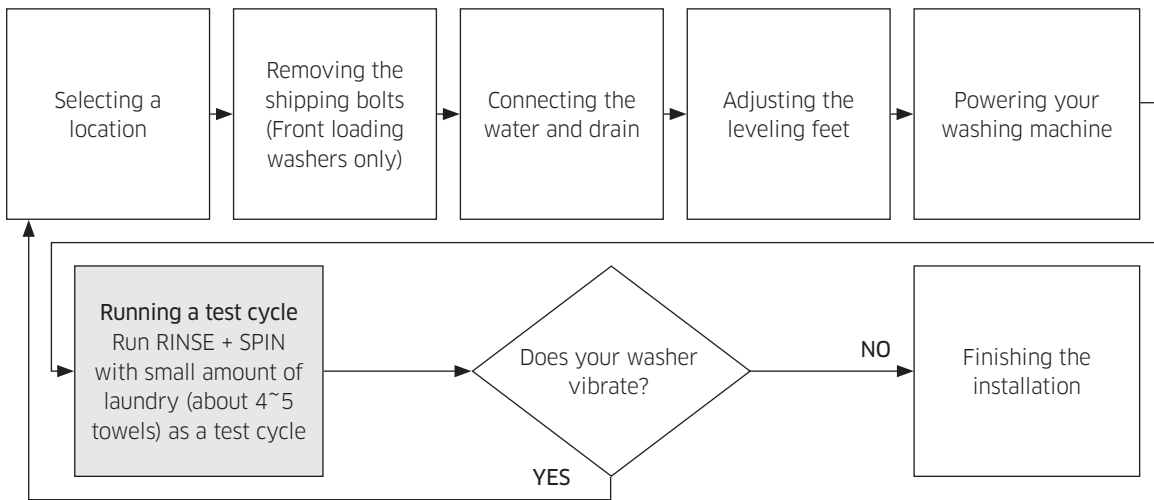 Selecting a
location
Removing the
shipping bolts
(Front loading
washers only)
Connecting the
water and drain
Adjusting the
leveling feet
Powering your
washing machine
Running a test cycle
Run RINSE + SPIN
with small amount of
laundry (about 4~5
towels) as a test cycle
Does your washer
vibrate?
NO
Finishing the
installation
YES